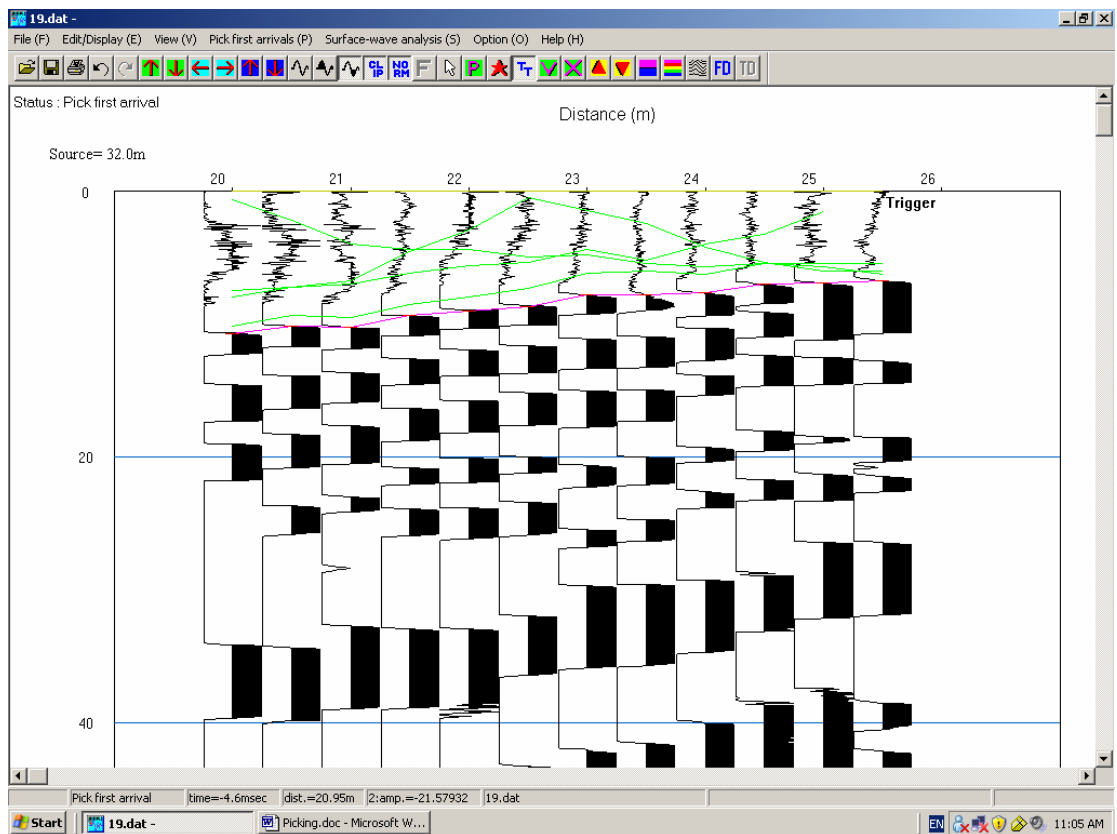 19.dat -
File (F) Edit/Display (E) View (V) Pick first arrivals (P) Surface-wave analysis (S) Option (O) Help (H)
CL IP NO RM F P TT FD TD
Status : Pick first arrival
Distance (m)
Source= 32.0m
20 21 22 23 24 25 26
0
Trigger
20
40
Pick first arrival time=-4.6msec dist.=20.95m 2:amp.=-21.57932 19.dat
Start 19.dat - Picking.doc - Microsoft W... EN 11:05 AM